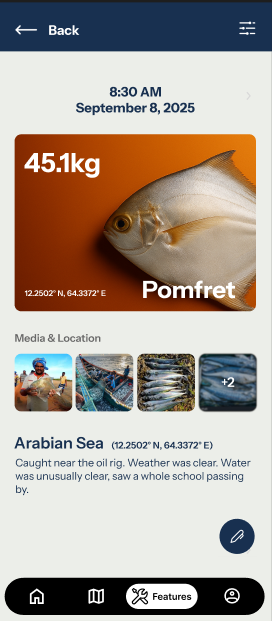 Back
8:30 AM
September 8, 2025
45.1kg
12.2502° N, 64.3372° E
Pomfret
Media & Location
+2
Arabian Sea (12.2502° N, 64.3372° E)
Caught near the oil rig. Weather was clear. Water
was unusually clear, saw a whole school passing
by.
Features